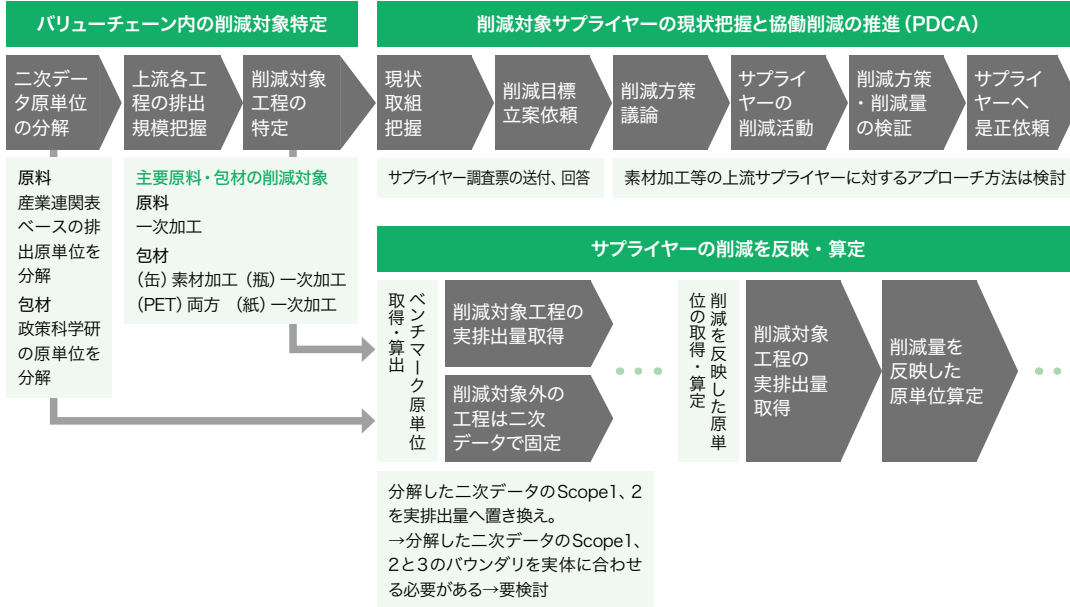 バリューチェーン内の削減対象特定
二次デー
タ原単位
の分解
上流各工
程の排出
規模把握
削減対象
工程の
特定
原料
産業連関表
ベースの排
出原単位を
分解
包材
政策科学研
の原単位を
分解
主要原料・包材の削減対象
原料
一次加工
包材
（缶）素材加工（瓶）一次加工
（PET）両方　（紙）一次加工
削減対象サプライヤーの現状把握と協働削減の推進（PDCA）
現状
取組
把握
削減目標
立案依頼
削減方策
議論
サプライ
ヤーの
削減活動
削減方策
・削減量
の検証
サプライ
ヤーへ
是正依頼
サプライヤー調査票の送付、回答
素材加工等の上流サプライヤーに対するアプローチ方法は検討
サプライヤーの削減を反映・算定
ベンチマーク原単位
取得・算出
削減対象工程の
実排出量取得
削減対象外の
工程は二次
データで固定
削減を反映した原単
位の取得・算定
削減対象
工程の
実排出量
取得
削減量を
反映した
原単位算定
分解した二次データのScope1、2
を実排出量へ置き換え。
→分解した二次データのScope1、
2と3のバウンダリを実体に合わせ
る必要がある→要検討